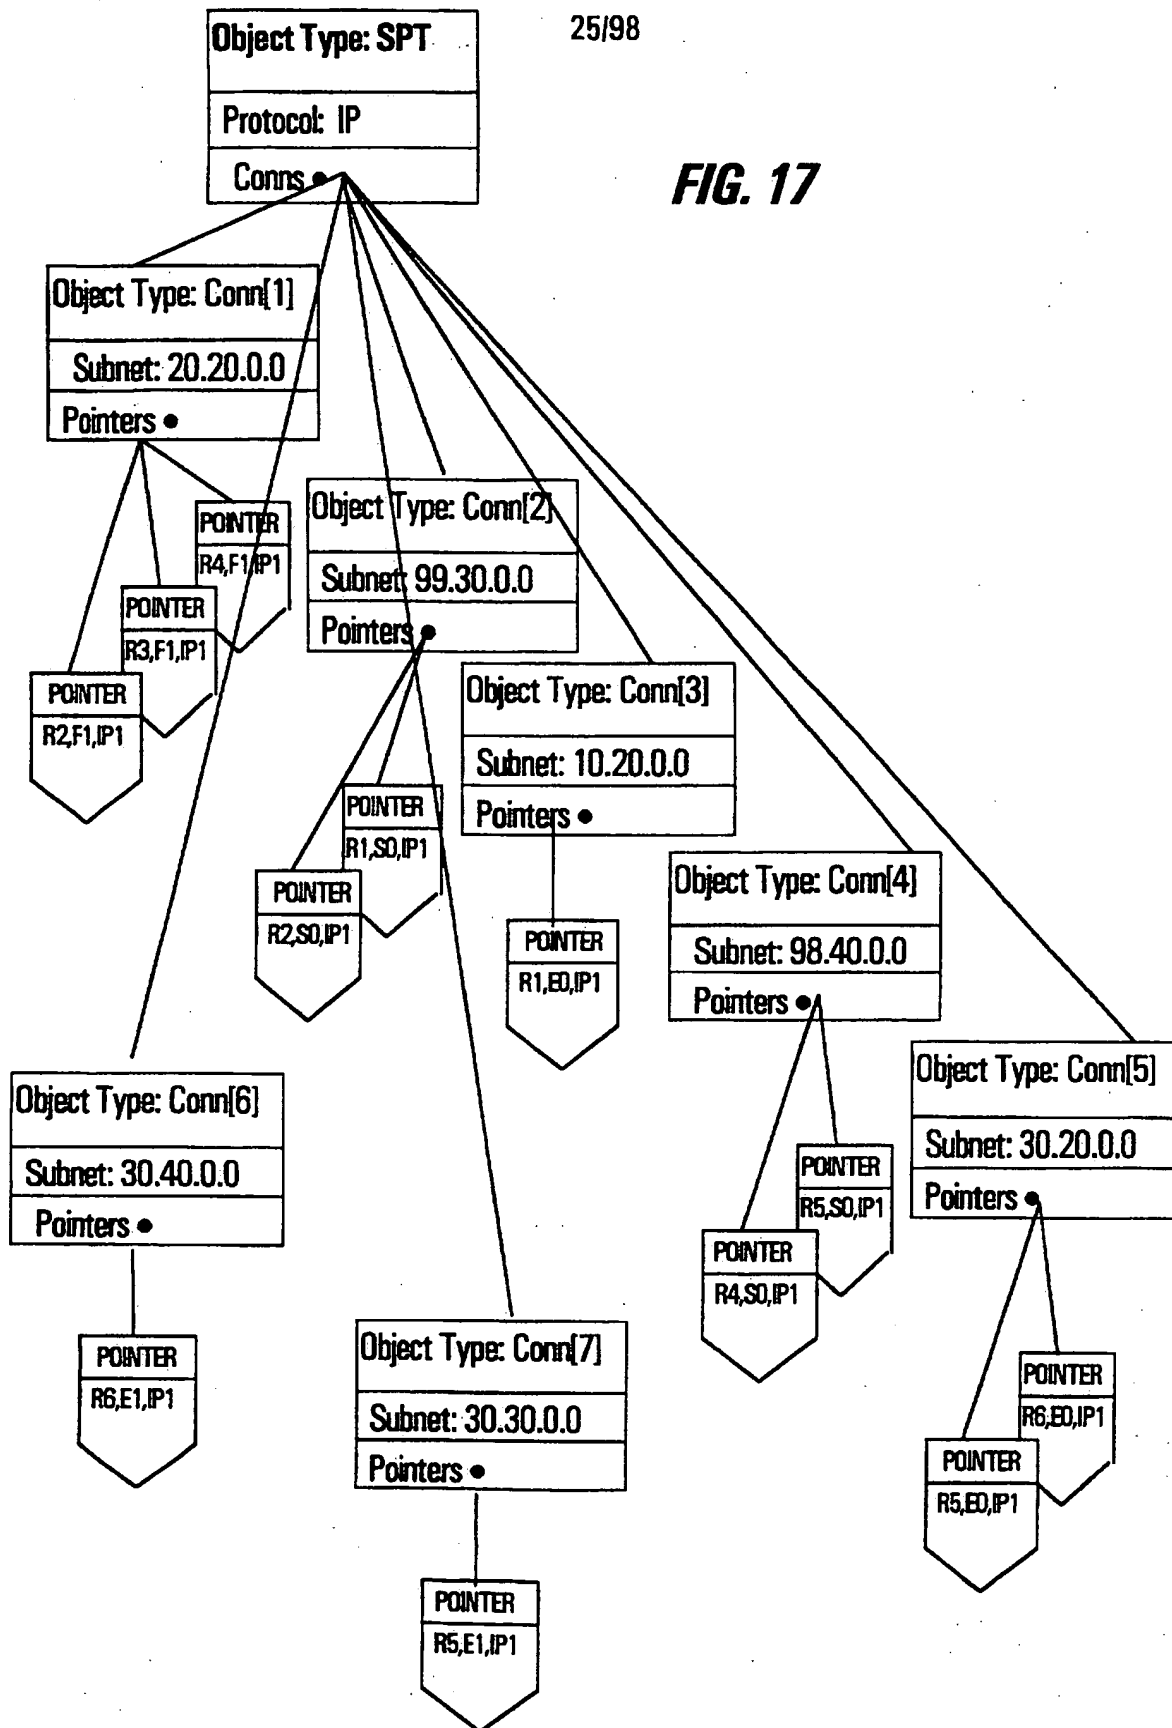 25/98
Object Type: SPT
Protocol: IP
Conns
FIG. 17
Object Type: Conn[1]
Subnet: 20.20.0.0
Pointers
POINTER
R4,F1,IP1
POINTER
R3,F1,IP1
POINTER
R2,F1,IP1
Object Type: Conn[2]
Subnet: 99.30.0.0
Pointers
POINTER
R1,S0,IP1
POINTER
R2,S0,IP1
Object Type: Conn[3]
Subnet: 10.20.0.0
Pointers
POINTER
R1,E0,IP1
Object Type: Conn[4]
Subnet: 98.40.0.0
Pointers
POINTER
R5,S0,IP1
POINTER
R4,S0,IP1
Object Type: Conn[5]
Subnet: 30.20.0.0
Pointers
POINTER
R6,E0,IP1
POINTER
R5,E0,IP1
Object Type: Conn[6]
Subnet: 30.40.0.0
Pointers
POINTER
R6,E1,IP1
Object Type: Conn[7]
Subnet: 30.30.0.0
Pointers
POINTER
R5,E1,IP1